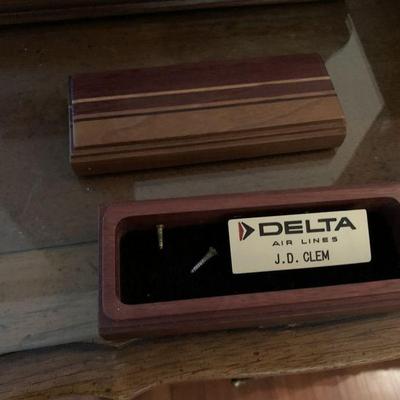 DELTA
AIR LINES
J.D. CLEM